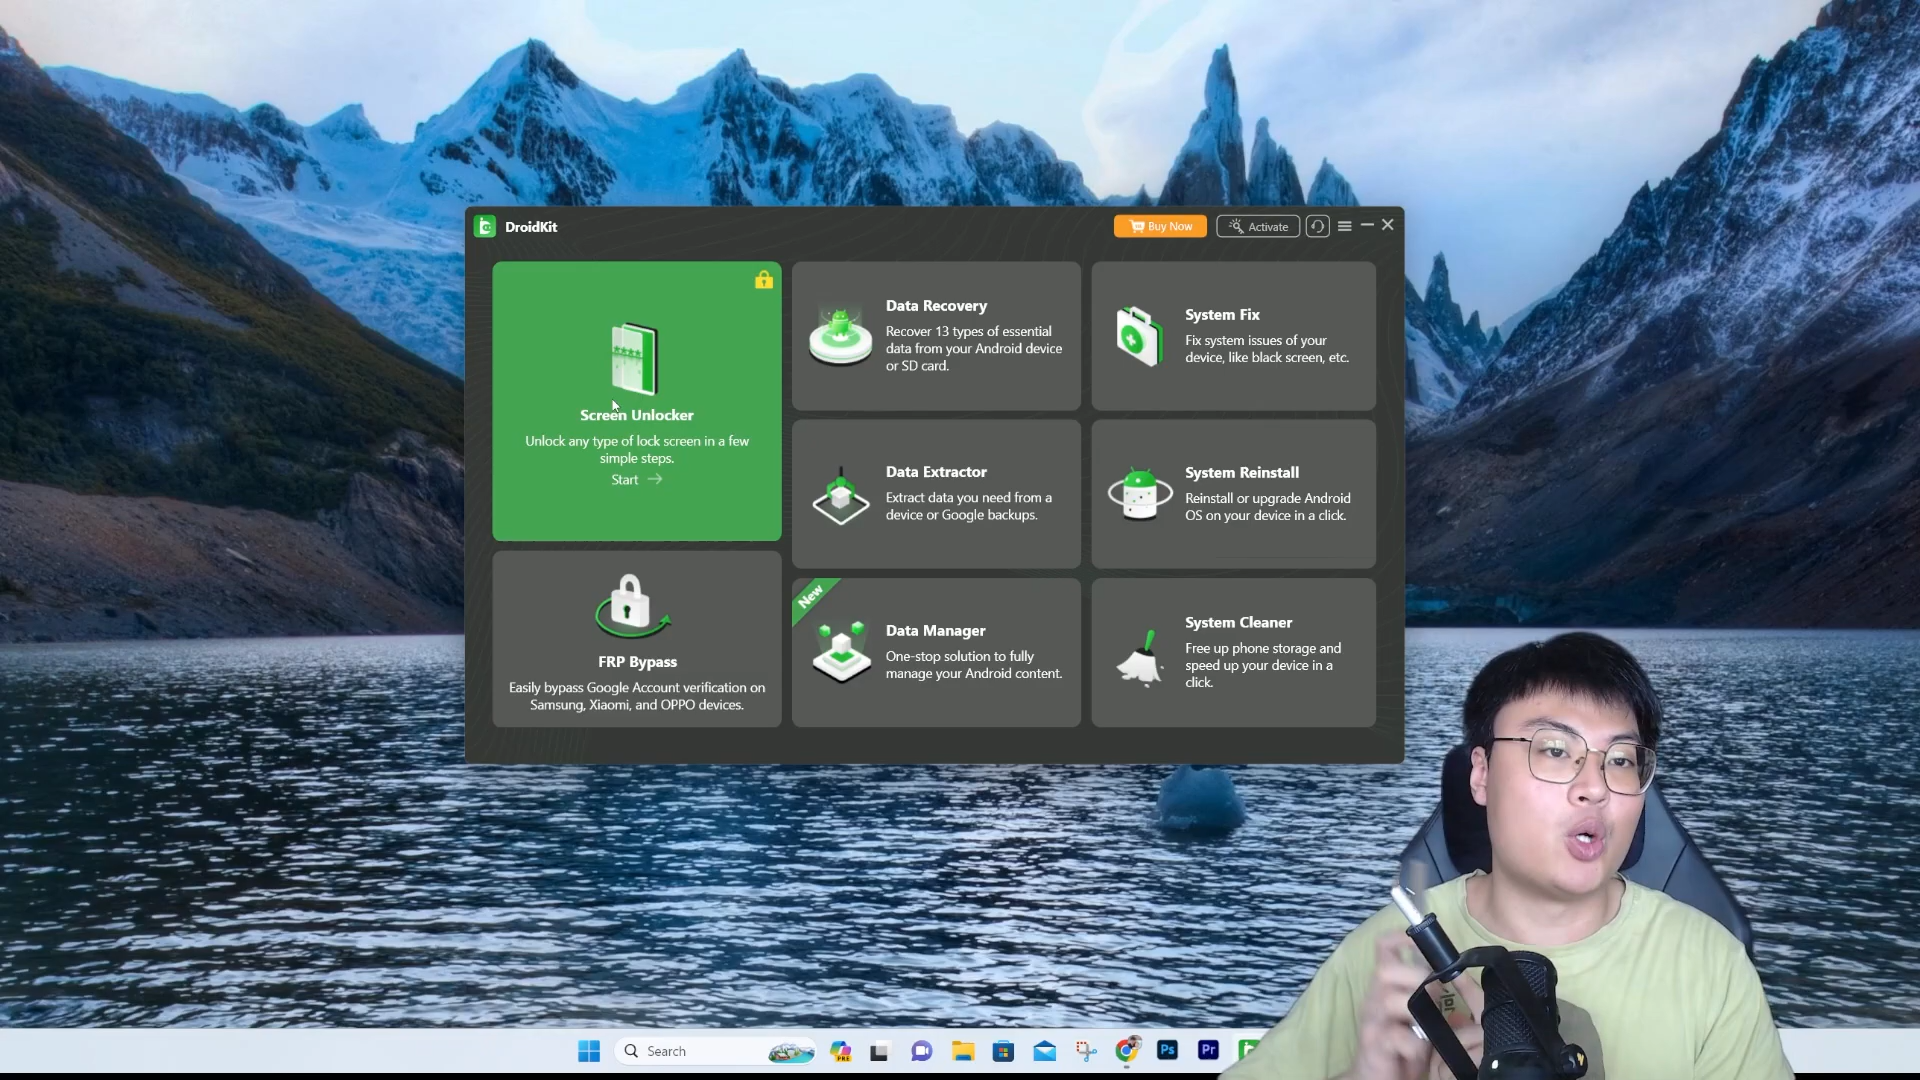 DroidKit
Buy Now
Activate
Screen Unlocker
Unlock any type of lock screen in a few
simple steps.
Start
FRP Bypass
Easily bypass Google Account verification on
Samsung, Xiaomi, and OPPO devices.
Data Recovery
Recover 13 types of essential
data from your Android device
or SD card.
Data Extractor
Extract data you need from a
device or Google backups.
New
Data Manager
One-stop solution to fully
manage your Android content.
System Fix
Fix system issues of your
device, like black screen, etc.
System Reinstall
Reinstall or upgrade Android
OS on your device in a click.
System Cleaner
Free up phone storage and
speed up your device in a
click.
Search
PRE
Ps
Pr